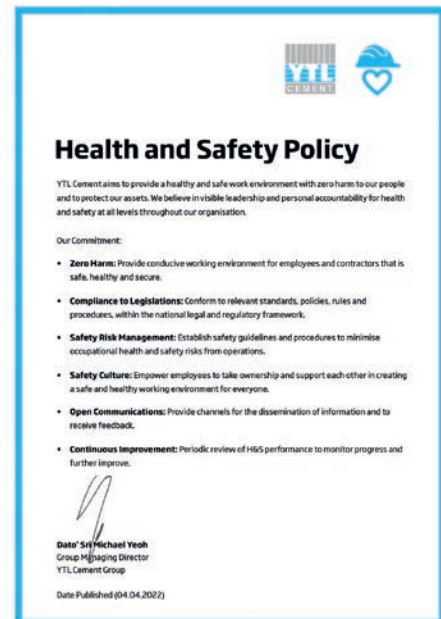 YTL
CEMENT
Health and Safety Policy
YTL Cement aims to provide a healthy and safe work environment with zero harm to our people
and to protect our assets. We believe in visible leadership and personal accountability for health
and safety at all levels throughout our organisation.
Our Commitment:
• Zero Harm: Provide conducive working environment for employees and contractors that is
safe, healthy and secure.
• Compliance to Legislations: Conform to relevant standards, policies, rules and
procedures, within the national legal and regulatory framework.
• Safety Risk Management: Establish safety guidelines and procedures to minimise
occupational health and safety risks from operations.
• Safety Culture: Empower employees to take ownership and support each other in creating
a safe and healthy working environment for everyone.
• Open Communications: Provide channels for the dissemination of information and to
receive feedback.
• Continuous Improvement: Periodic review of H&S performance to monitor progress and
further improve.
Dato' Sri Michael Yeoh
Group Managing Director
YTL Cement Group
Date Published (04.04.2022)